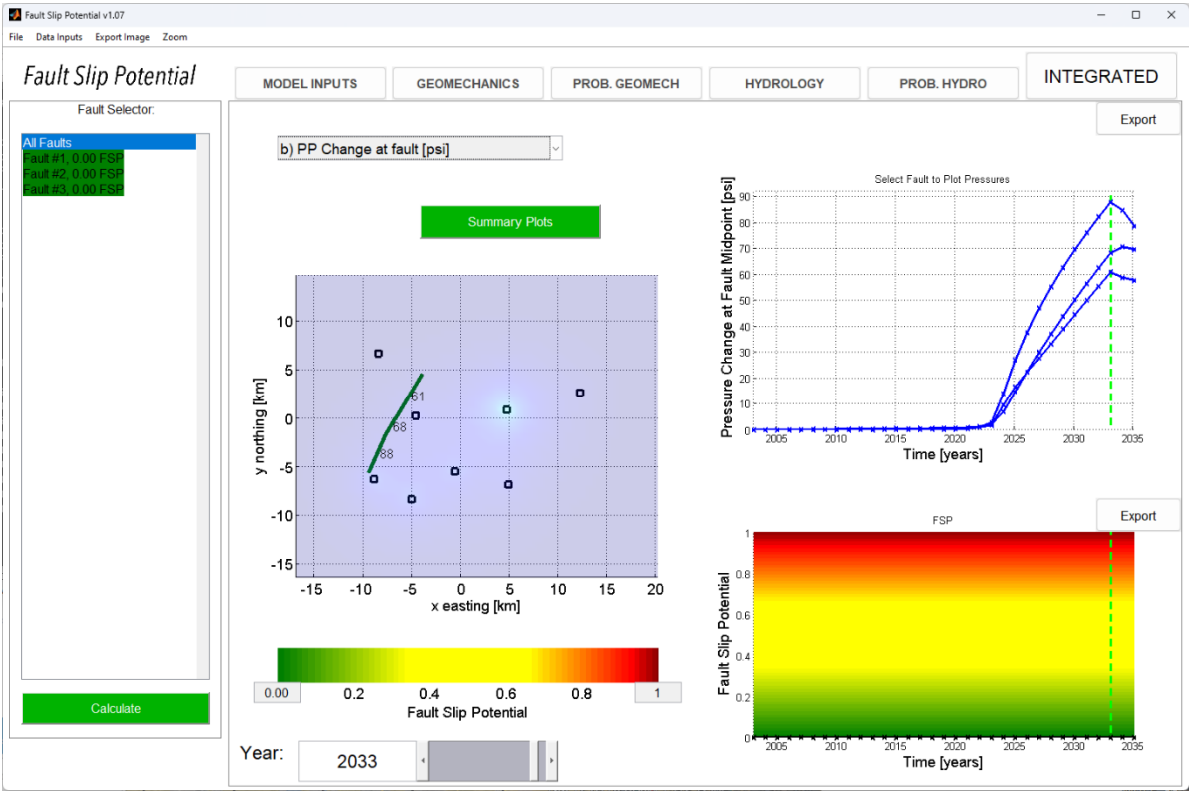 Fault Slip Potential v1.07
File Data Inputs Export Image Zoom
Fault Slip Potential
MODEL INPUTS GEOMECHANICS PROB. GEOMECH HYDROLOGY PROB. HYDRO INTEGRATED
Fault Selector:
All Faults
Fault #1, 0.00 FSP
Fault #2, 0.00 FSP
Fault #3, 0.00 FSP
Calculate
Export
b) PP Change at fault [psi]
Summary Plots
10
5
0
-5
-10
-15
y northing [km]
61
68
88
-15 -10 -5 0 5 10 15 20
x easting [km]
0.00 0.2 0.4 0.6 0.8 1
Fault Slip Potential
Year: 2033
Select Fault to Plot Pressures
Pressure Change at Fault Midpoint [psi]
90
80
70
60
50
40
30
20
10
0
2005 2010 2015 2020 2025 2030 2035
Time [years]
Export
FSP
Fault Slip Potential
1
0.8
0.6
0.4
0.2
0
2005 2010 2015 2020 2025 2030 2035
Time [years]